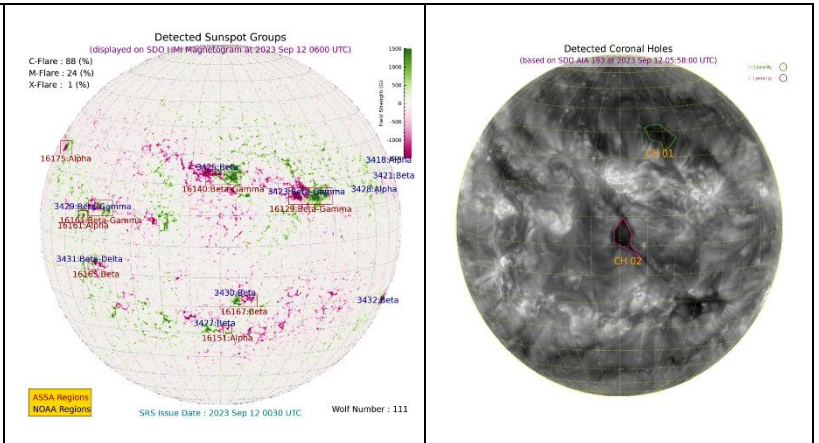 Detected Sunspot Groups
(displayed on SDO HMI Magnetogram at 2023 Sep 12 0600 UTC)
C-Flare : 88 (%)
M-Flare : 24 (%)
X-Flare : 1 (%)
1500
1000
500
0
-500
-1000
-1500
Field Strength (G)
16175:Alpha
3425:Beta
16140:Beta-Gamma
3423:Beta-Gamma
16129:Beta-Gamma
3418:Alpha
3421:Beta
3428:Alpha
3429:Beta-Gamma
16161:Beta-Gamma
16161:Alpha
3431:Beta-Delta
16165:Beta
3430:Beta
16167:Beta
3432:Beta
3427:Beta
16151:Alpha
ASSA Regions
NOAA Regions
SRS Issue Date : 2023 Sep 12 0030 UTC
Wolf Number : 111
Detected Coronal Holes
(based on SDO AIA 193 at 2023 Sep 12 05:58:00 UTC)
(+) polarity
(-) polarity
CH 01
CH 02